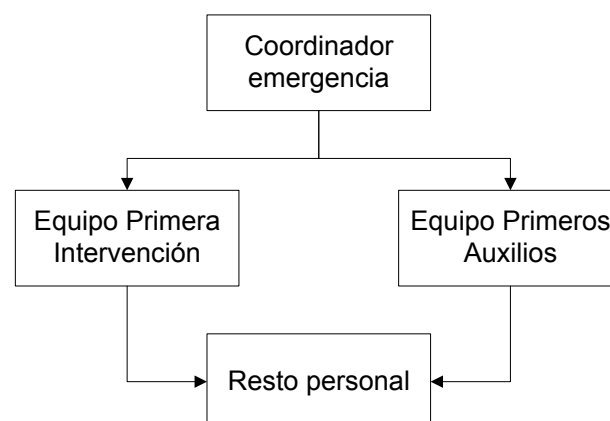 Coordinador
emergencia
Equipo Primera
Intervención
Equipo Primeros
Auxilios
Resto personal